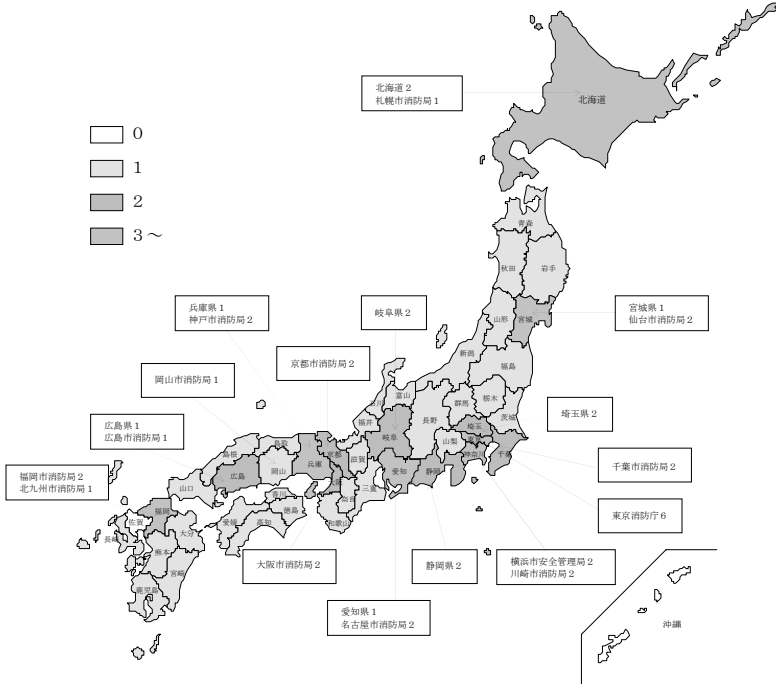 北海道 2
札幌市消防局 1
北海道
0
1
2
3～
青森
秋田
岩手
兵庫県 1
神戸市消防局 2
岐阜県 2
宮城県 1
仙台市消防局 2
山形
宮城
京都市消防局 2
新潟
福島
岡山市消防局 1
富山
石川
群馬
栃木
茨城
埼玉県 2
広島県 1
広島市消防局 1
福井
長野
埼玉
岐阜
山梨
神奈川
千葉
島根
鳥取
京都
滋賀
千葉市消防局 2
福岡市消防局 2
北九州市消防局 1
広島
岡山
兵庫
愛知
静岡
山口
香川
奈良
三重
福岡
佐賀
徳島
東京消防庁 6
愛媛
高知
和歌山
大分
長崎
熊本
宮崎
鹿児島
大阪市消防局 2
静岡県 2
横浜市安全管理局 2
川崎市消防局 2
愛知県 1
名古屋市消防局 2
沖縄